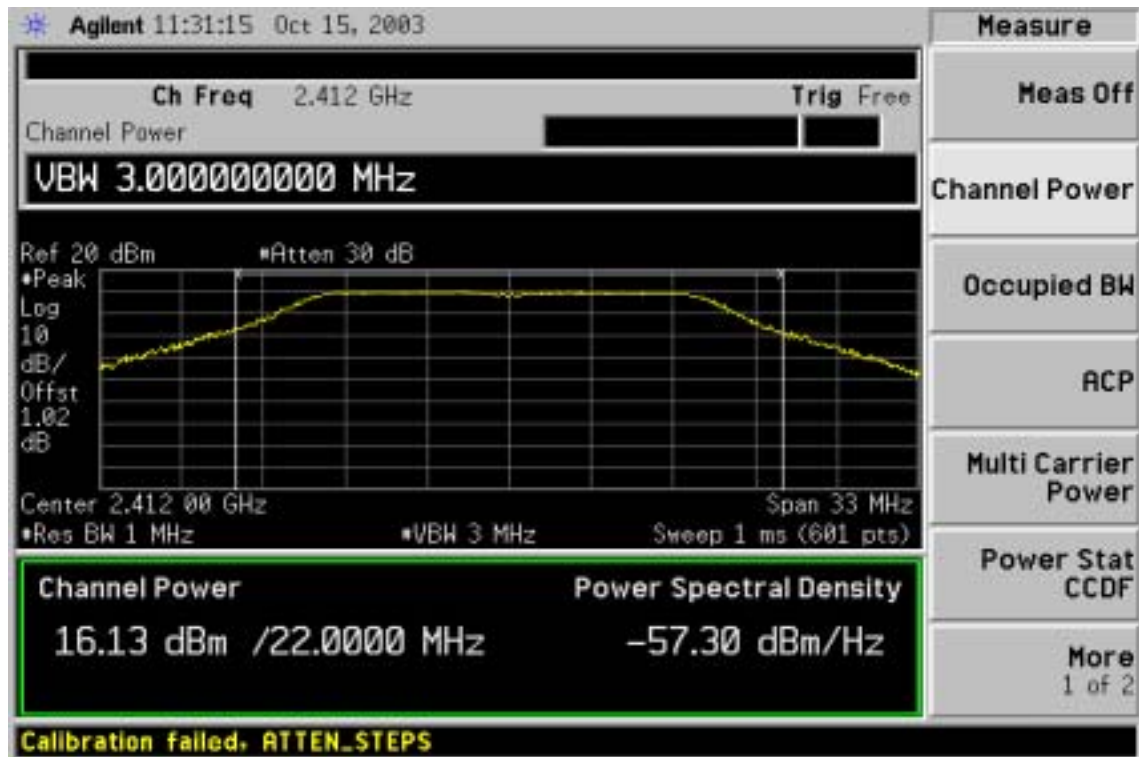 Agilent 11:31:15 Oct 15, 2003
Measure
Ch Freq 2.412 GHz Trig Free
Channel Power
VBW 3.000000000 MHz
Ref 20 dBm *Atten 30 dB
*Peak
Log
10
dB/
Offst
1.02
dB
Center 2.412 00 GHz Span 33 MHz
*Res BW 1 MHz *VBW 3 MHz Sweep 1 ms (601 pts)
Channel Power Power Spectral Density
16.13 dBm /22.0000 MHz -57.30 dBm/Hz
Calibration failed, ATTEN_STEPS
Meas Off
Channel Power
Occupied BW
ACP
Multi Carrier
Power
Power Stat
CCDF
More
1 of 2